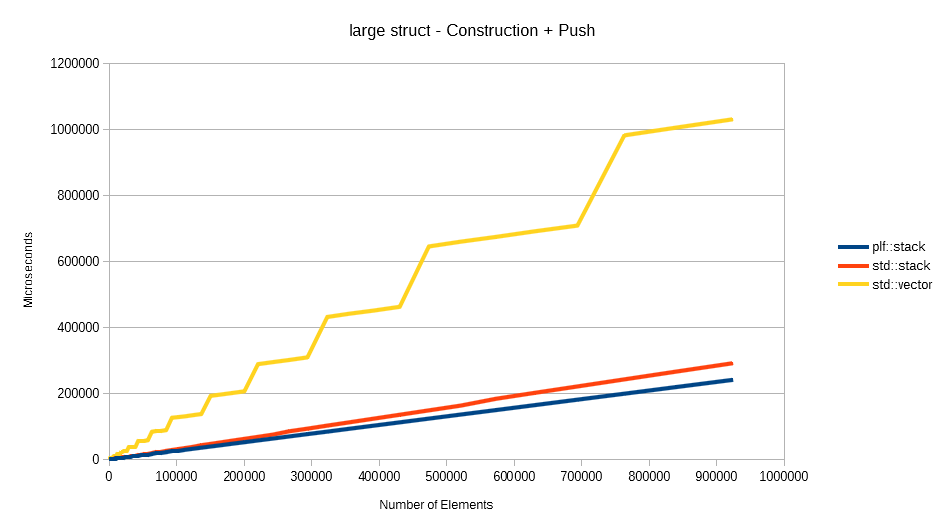 large struct - Construction + Push
1200000
1000000
800000
600000
400000
200000
0
Microseconds
0 100000 200000 300000 400000 500000 600000 700000 800000 900000 1000000
Number of Elements
plf::stack
std::stack
std::vector